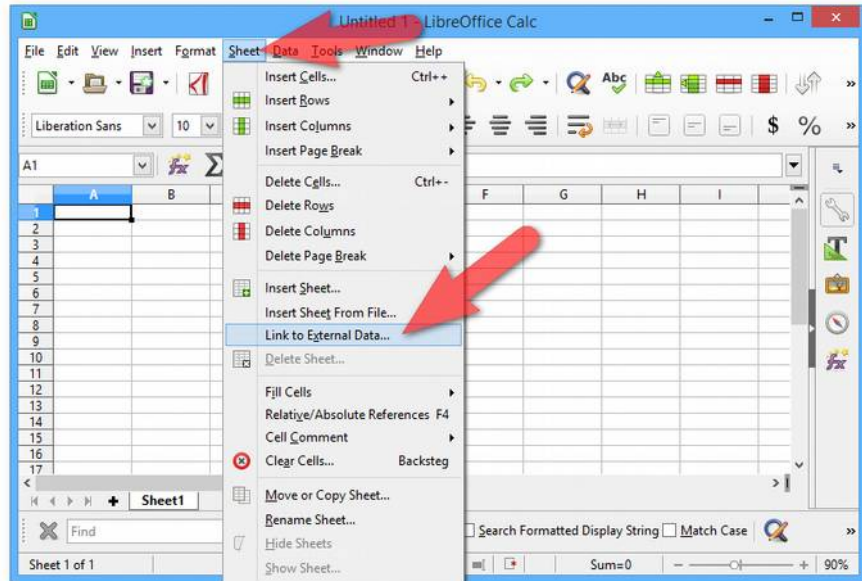 Untitled 1 - LibreOffice Calc
File Edit View Insert Format Sheet Data Tools Window Help
Liberation Sans 10
$ %
A1
A B F G H I
1
2
3
4
5
6
7
8
9
10
11
12
13
14
15
16
17
Insert Cells... Ctrl++
Insert Rows
Insert Columns
Insert Page Break
Delete Cells... Ctrl+-
Delete Rows
Delete Columns
Delete Page Break
Insert Sheet...
Insert Sheet From File...
Link to External Data...
Delete Sheet...
Fill Cells
Relative/Absolute References F4
Cell Comment
Clear Cells... Backsteg
Move or Copy Sheet...
Rename Sheet...
Hide Sheets
Show Sheet...
Sheet1
Find Search Formatted Display String Match Case
Sheet 1 of 1 Sum=0 90%